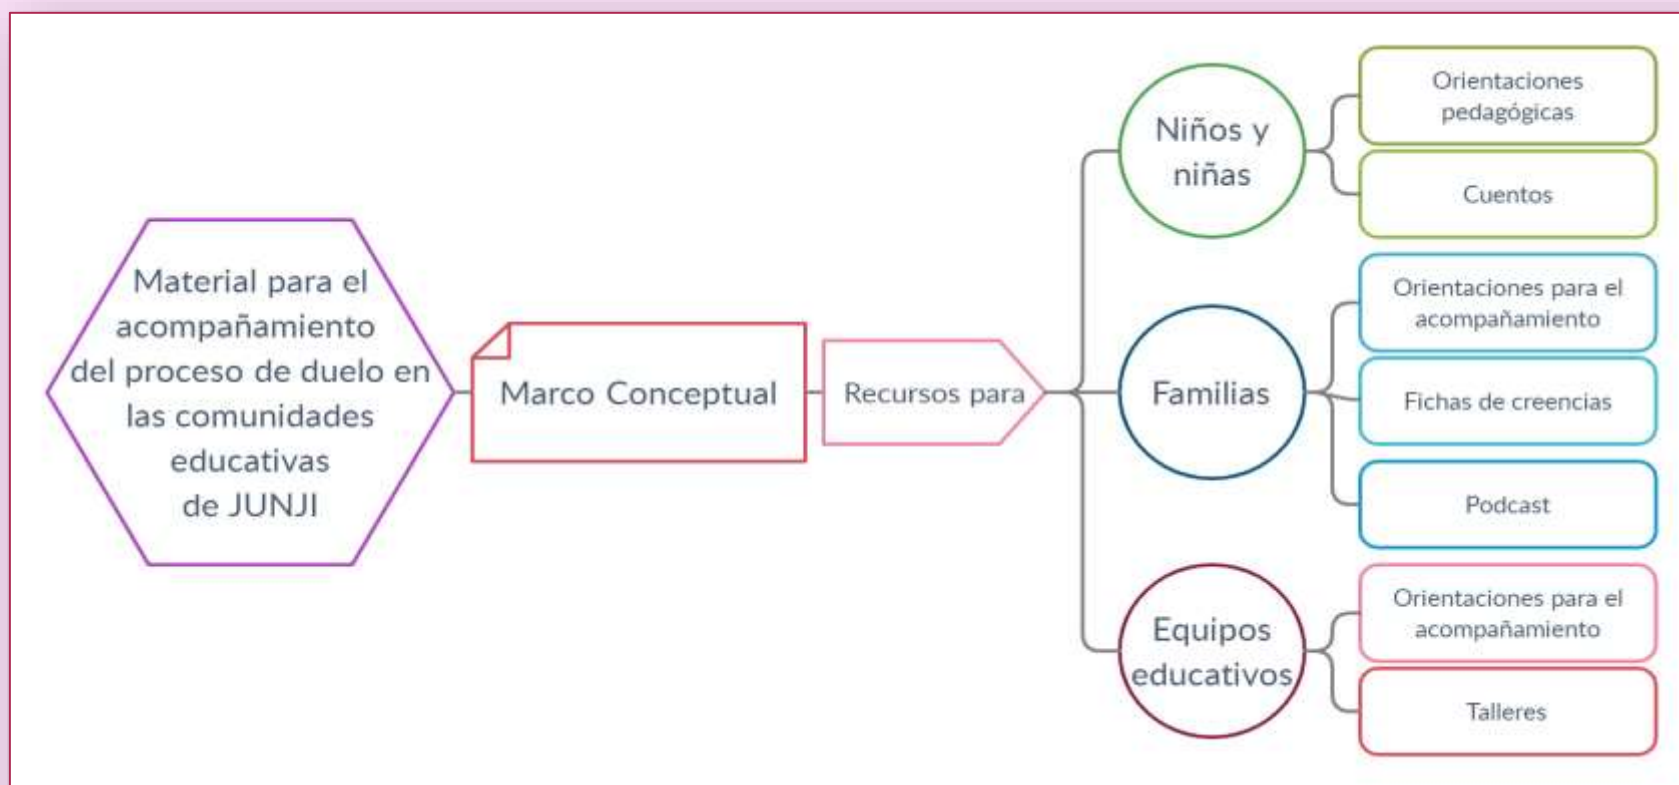 Material para el
acompañamiento
del proceso de duelo en
las comunidades
educativas
de JUNJI
Marco Conceptual
Recursos para
Niños y
niñas
Orientaciones
pedagógicas
Cuentos
Familias
Orientaciones para el
acompañamiento
Fichas de creencias
Podcast
Equipos
educativos
Orientaciones para el
acompañamiento
Talleres